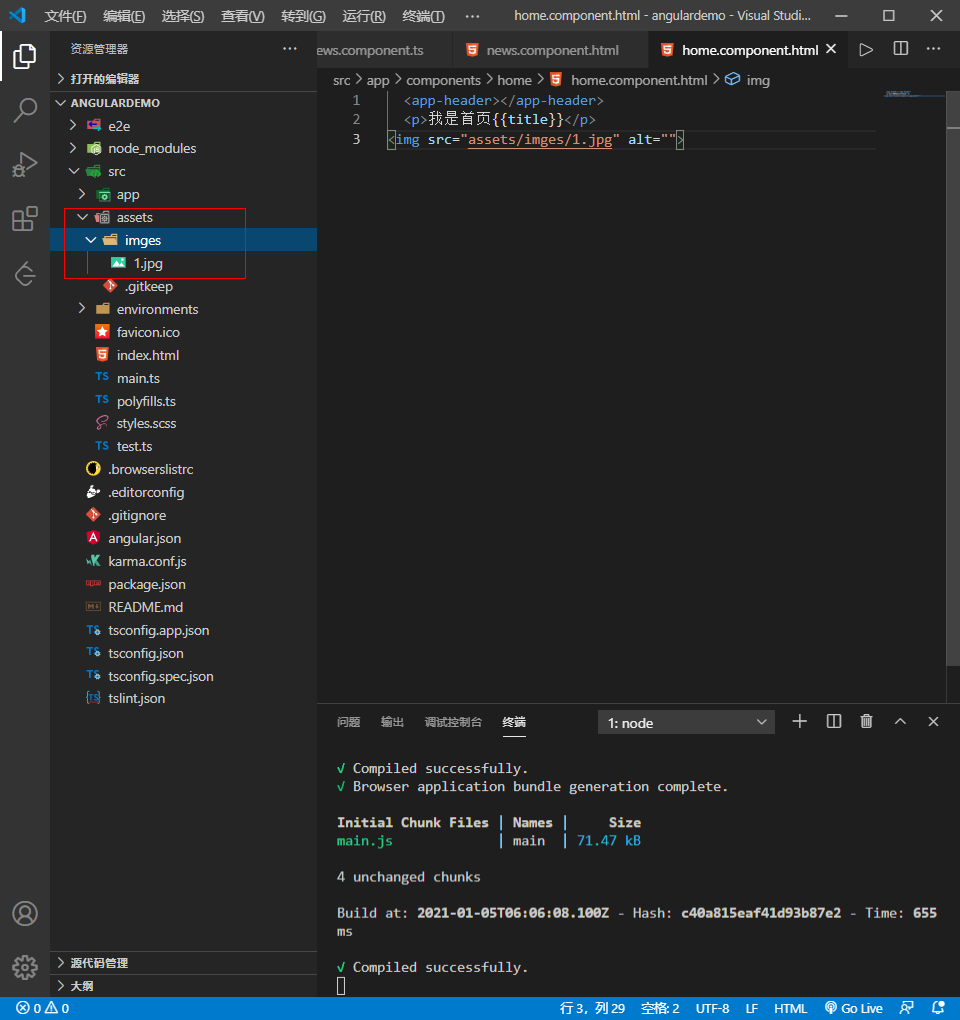 文件(F) 编辑(E) 选择(S) 查看(V) 转到(G) 运行(R) 终端(T) ··· home.component.html - angulardemo - Visual Studi...
资源管理器 ···
ews.component.ts news.component.html home.component.html ···
打开的编辑器
src > app > components > home > home.component.html > img
ANGULARDEMO
e2e
node_modules
src
app
assets
imges
1.jpg
.gitkeep
environments
favicon.ico
index.html
TS main.ts
TS polyfills.ts
styles.scss
TS test.ts
.browserslistrc
.editorconfig
.gitignore
angular.json
karma.conf.js
package.json
README.md
tsconfig.app.json
tsconfig.json
tsconfig.spec.json
tslint.json
源代码管理
大纲
1 <app-header></app-header>
2 <p>我是首页{{title}}</p>
3 <img src="assets/imges/1.jpg" alt="">
问题 输出 调试控制台 终端 1: node
√ Compiled successfully.
√ Browser application bundle generation complete.
Initial Chunk Files | Names | Size
main.js | main | 71.47 kB
4 unchanged chunks
Build at: 2021-01-05T06:06:08.100Z - Hash: c40a815eaf41d93b87e2 - Time: 655
ms
√ Compiled successfully.
0 0 行 3，列 29 空格: 2 UTF-8 LF HTML Go Live